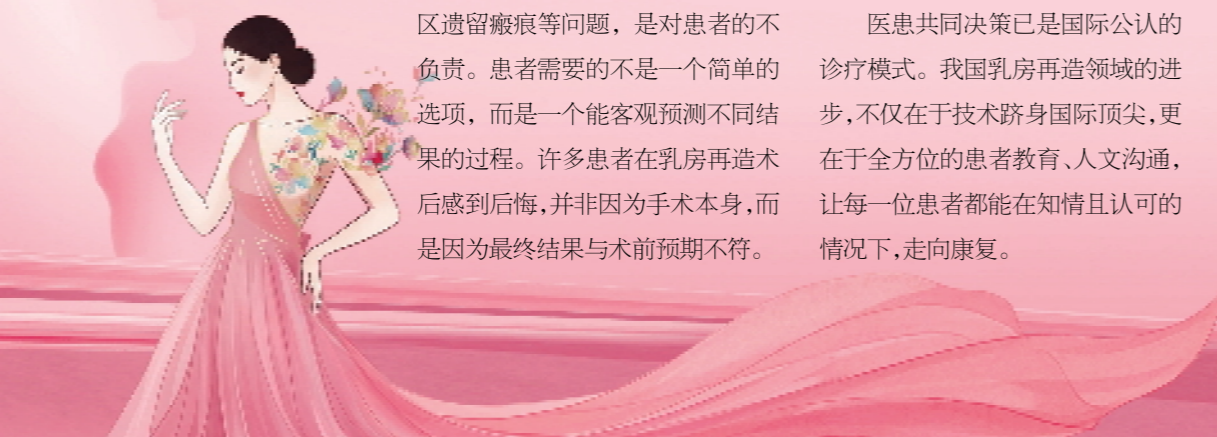 区遗留瘢痕等问题，是对患者的不
负责。患者需要的不是一个简单的
选项，而是一个能客观预测不同结
果的过程。许多患者在乳房再造术
后感到后悔，并非因为手术本身，而
是因为最终结果与术前预期不符。
医患共同决策已是国际公认的
诊疗模式。我国乳房再造领域的进
步，不仅在于技术跻身国际顶尖，更
在于全方位的患者教育、人文沟通，
让每一位患者都能在知情且认可的
情况下，走向康复。